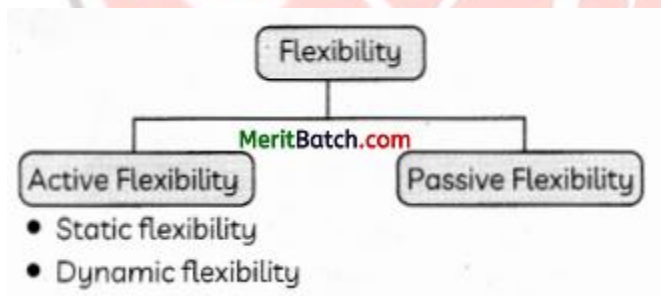 Flexibility
MeritBatch.com
Active Flexibility
Passive Flexibility
• Static flexibility
• Dynamic flexibility